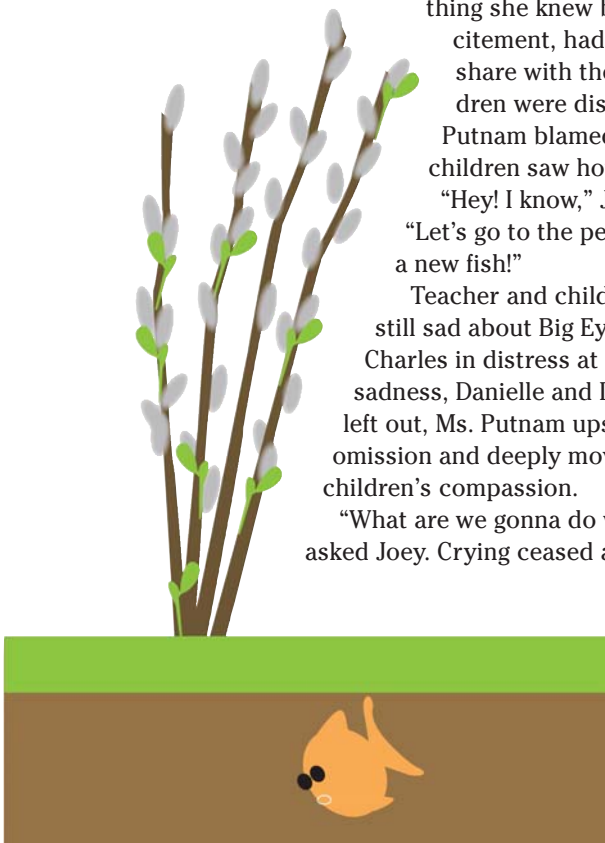 thing she knew
citement, had
share with the
dren were dis
Putnam blamed
children saw ho
“Hey! I know,” J
“Let’s go to the pe
a new fish!”
Teacher and child
still sad about Big Ey
Charles in distress at
sadness, Danielle and
left out, Ms. Putnam ups
omission and deeply mov
children’s compassion.
“What are we gonna do
asked Joey. Crying ceased a